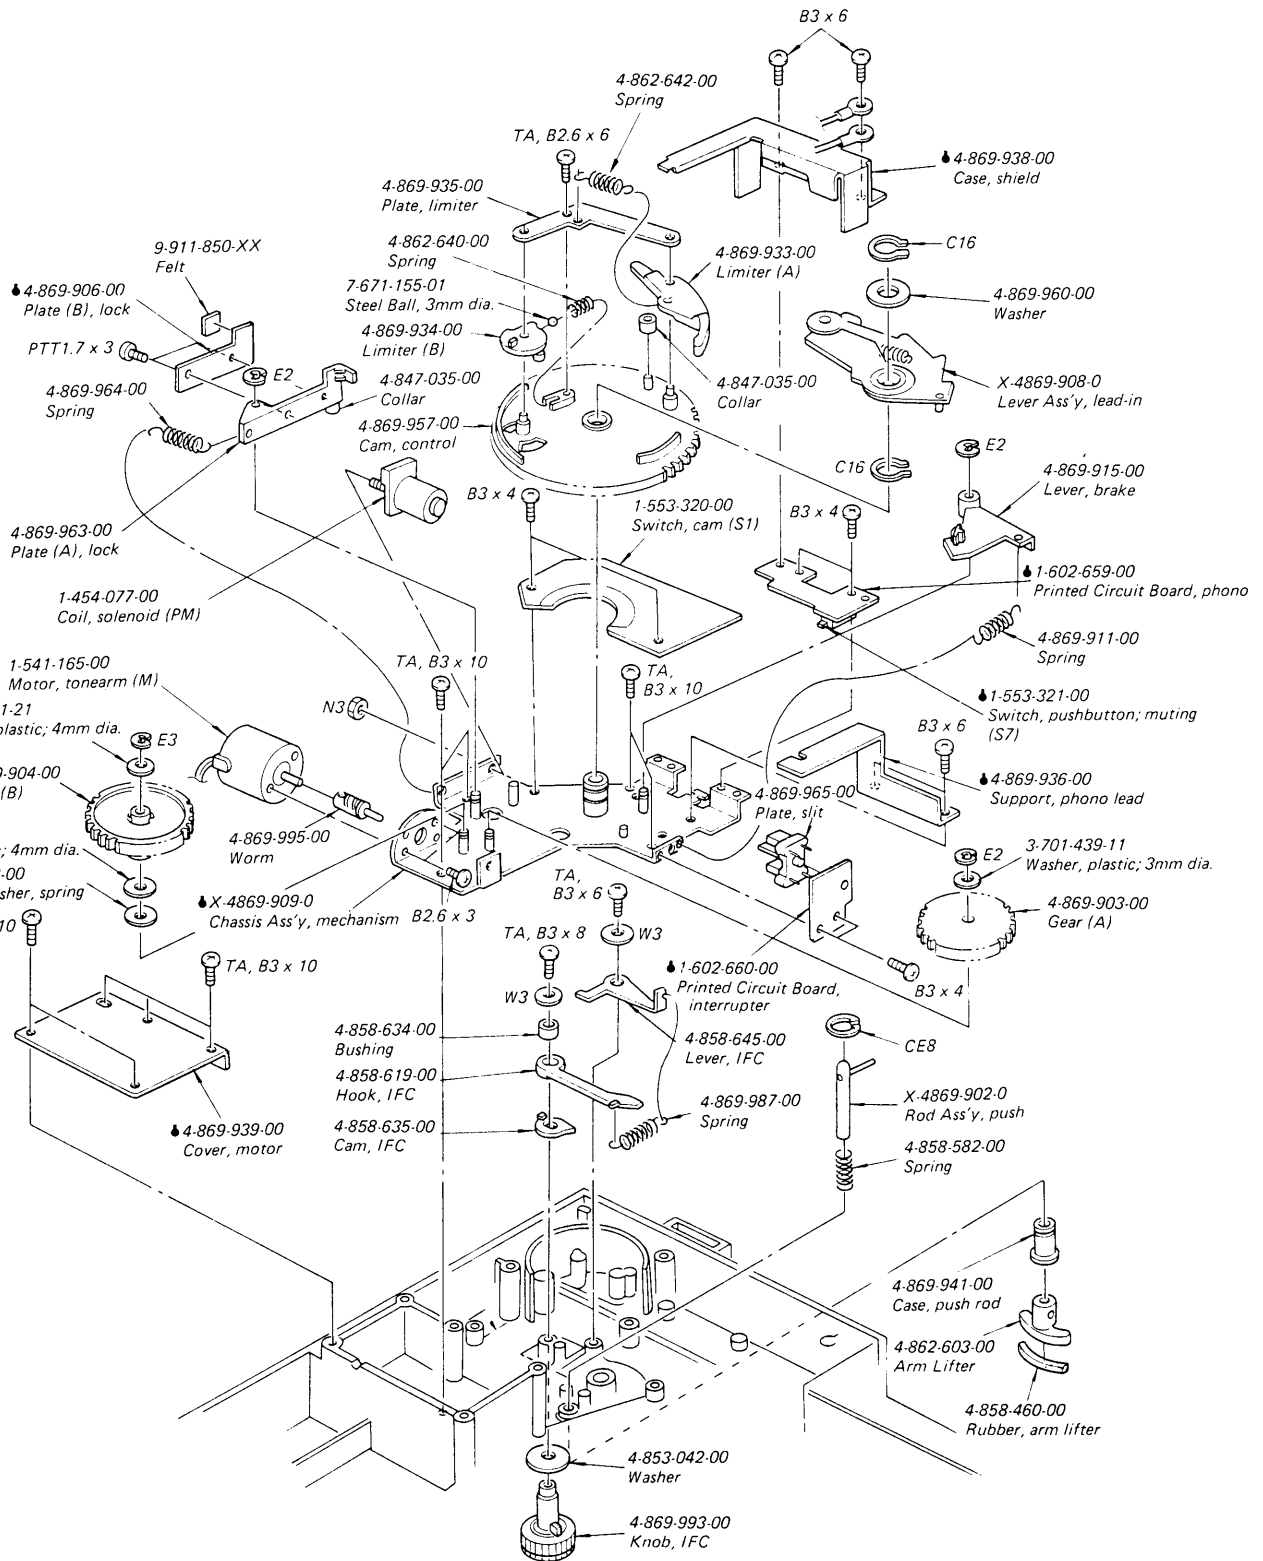 B3 x 6
4-862-642-00
Spring
TA, B2.6 x 6
4-869-938-00
Case, shield
4-869-935-00
Plate, limiter
C16
9-911-850-XX
Felt
4-862-640-00
Spring
4-869-933-00
Limiter (A)
4-869-906-00
Plate (B), lock
7-671-155-01
Steel Ball, 3mm dia.
4-869-960-00
Washer
4-869-934-00
Limiter (B)
PTT1.7 x 3
E2
4-869-964-00
Spring
4-847-035-00
Collar
4-847-035-00
Collar
X-4869-908-0
Lever Ass'y, lead-in
4-869-957-00
Cam, control
E2
C16
4-869-915-00
Lever, brake
B3 x 4
1-553-320-00
Switch, cam (S1)
B3 x 4
4-869-963-00
Plate (A), lock
1-602-659-00
Printed Circuit Board, phono
1-454-077-00
Coil, solenoid (PM)
4-869-911-00
Spring
1-541-165-00
Motor, tonearm (M)
TA, B3 x 10
TA,
B3 x 10
1-553-321-00
Switch, pushbutton; muting
(S7)
N3
1-21
plastic; 4mm dia.
E3
B3 x 6
9-904-00
(B)
4-869-965-00
Plate, slit
4-869-936-00
Support, phono lead
4-869-995-00
Worm
; 4mm dia.
-00
sher, spring
E2
3-701-439-11
Washer, plastic; 3mm dia.
TA,
B3 x 6
X-4869-909-0
Chassis Ass'y, mechanism
B2.6 x 3
4-869-903-00
Gear (A)
10
TA, B3 x 8
W3
TA, B3 x 10
1-602-660-00
Printed Circuit Board,
interrupter
B3 x 4
W3
4-858-634-00
Bushing
4-858-645-00
Lever, IFC
CE8
4-858-619-00
Hook, IFC
4-869-987-00
Spring
X-4869-902-0
Rod Ass'y, push
4-869-939-00
Cover, motor
4-858-635-00
Cam, IFC
4-858-582-00
Spring
4-869-941-00
Case, push rod
4-862-603-00
Arm Lifter
4-858-460-00
Rubber, arm lifter
4-853-042-00
Washer
4-869-993-00
Knob, IFC